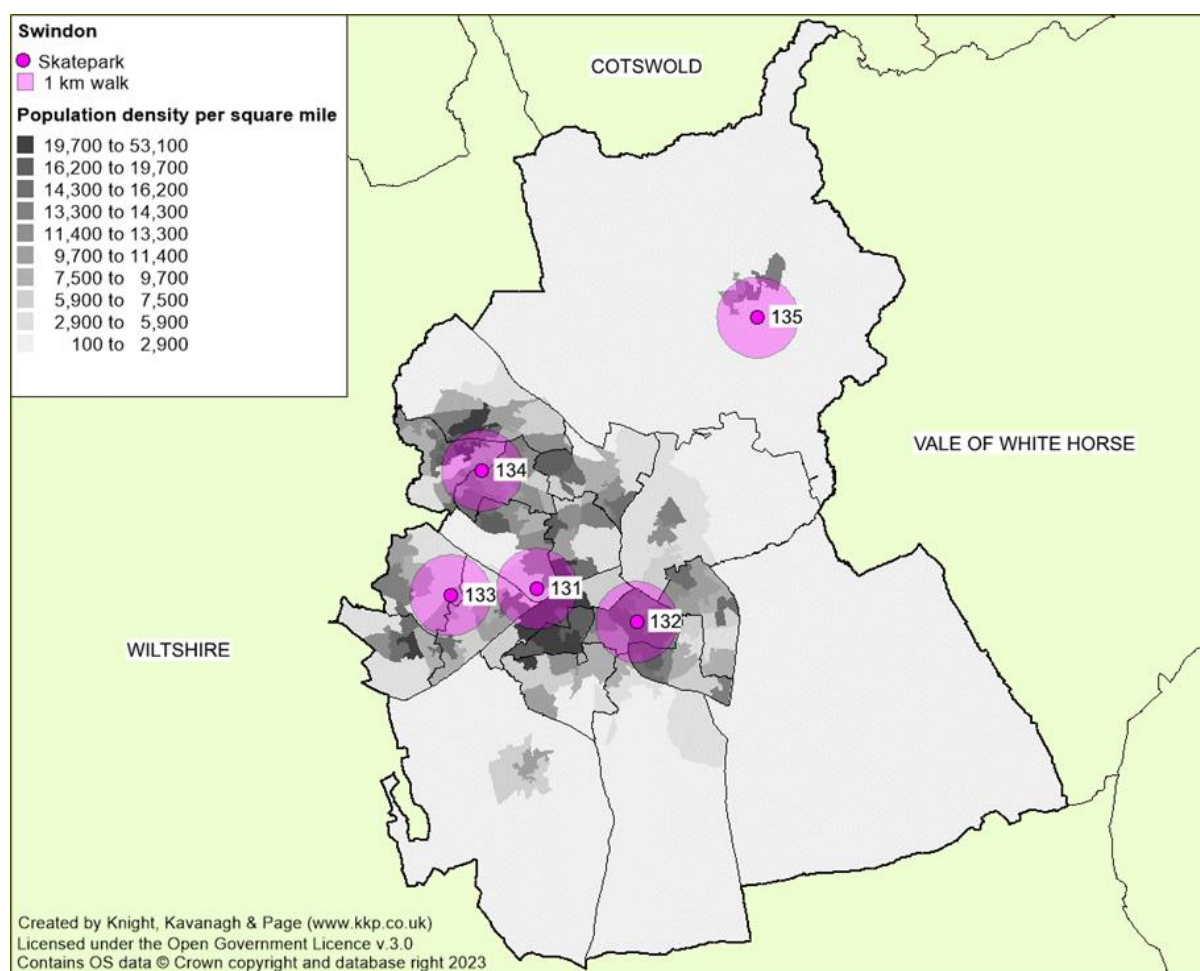 Swindon
Skatepark
1 km walk
Population density per square mile
19,700 to 53,100
16,200 to 19,700
14,300 to 16,200
13,300 to 14,300
11,400 to 13,300
9,700 to 11,400
7,500 to 9,700
5,900 to 7,500
2,900 to 5,900
100 to 2,900
COTSWOLD
135
VALE OF WHITE HORSE
134
133
131
132
WILTSHIRE
Created by Knight, Kavanagh & Page (www.kkp.co.uk)
Licensed under the Open Government Licence v.3.0
Contains OS data © Crown copyright and database right 2023